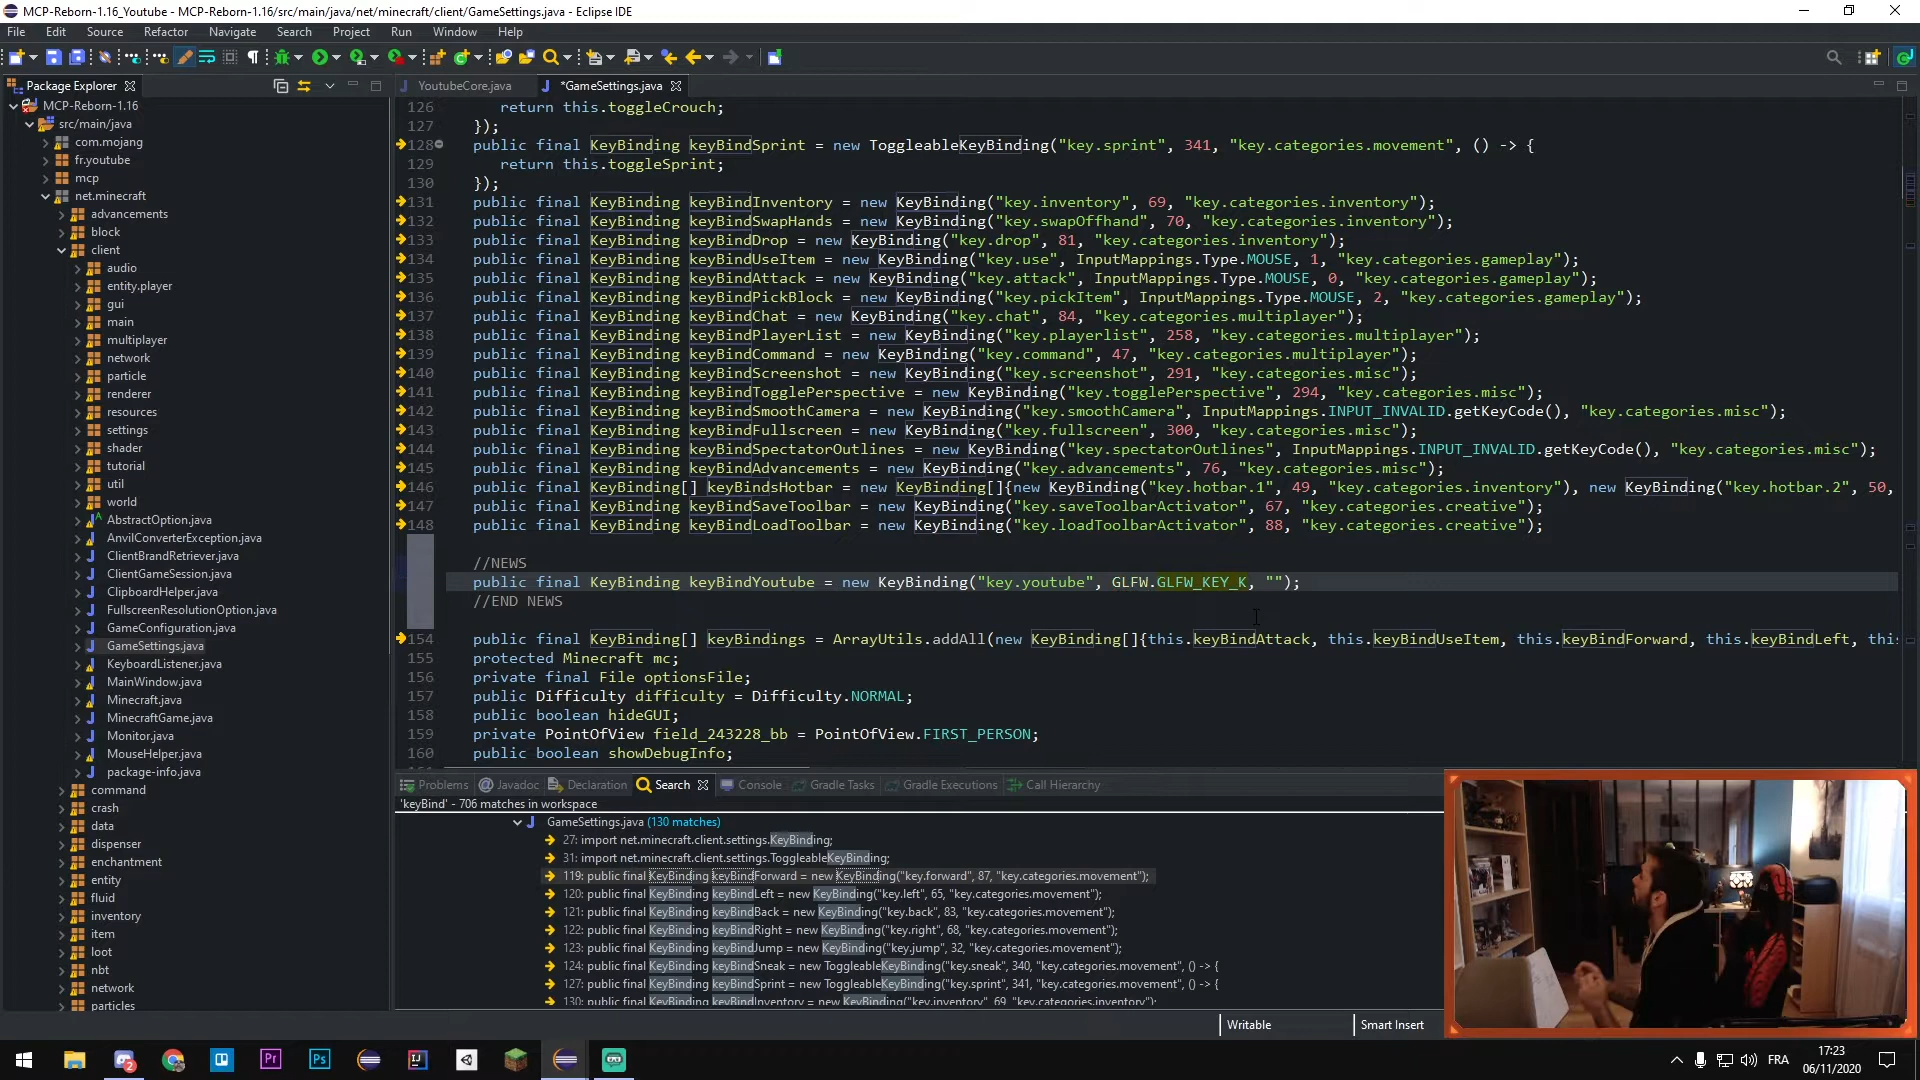 MCP-Reborn-1.16_Youtube - MCP-Reborn-1.16/src/main/java/net/minecraft/client/GameSettings.java - Eclipse IDE
File Edit Source Refactor Navigate Search Project Run Window Help
Package Explorer
YoutubeCore.java
*GameSettings.java
MCP-Reborn-1.16
src/main/java
com.mojang
fr.youtube
mcp
net.minecraft
advancements
block
client
audio
entity.player
gui
main
multiplayer
network
particle
renderer
resources
settings
shader
tutorial
util
world
AbstractOption.java
AnvilConverterException.java
ClientBrandRetriever.java
ClientGameSession.java
ClipboardHelper.java
FullscreenResolutionOption.java
GameConfiguration.java
GameSettings.java
KeyboardListener.java
MainWindow.java
Minecraft.java
MinecraftGame.java
Monitor.java
MouseHelper.java
package-info.java
command
crash
data
dispenser
enchantment
entity
fluid
inventory
item
loot
nbt
network
particles
126 return this.toggleCrouch;
127 });
128 public final KeyBinding keyBindSprint = new ToggleableKeyBinding("key.sprint", 341, "key.categories.movement", () -> {
129 return this.toggleSprint;
130 });
131 public final KeyBinding keyBindInventory = new KeyBinding("key.inventory", 69, "key.categories.inventory");
132 public final KeyBinding keyBindSwapHands = new KeyBinding("key.swapOffhand", 70, "key.categories.inventory");
133 public final KeyBinding keyBindDrop = new KeyBinding("key.drop", 81, "key.categories.inventory");
134 public final KeyBinding keyBindUseItem = new KeyBinding("key.use", InputMappings.Type.MOUSE, 1, "key.categories.gameplay");
135 public final KeyBinding keyBindAttack = new KeyBinding("key.attack", InputMappings.Type.MOUSE, 0, "key.categories.gameplay");
136 public final KeyBinding keyBindPickBlock = new KeyBinding("key.pickItem", InputMappings.Type.MOUSE, 2, "key.categories.gameplay");
137 public final KeyBinding keyBindChat = new KeyBinding("key.chat", 84, "key.categories.multiplayer");
138 public final KeyBinding keyBindPlayerList = new KeyBinding("key.playerlist", 258, "key.categories.multiplayer");
139 public final KeyBinding keyBindCommand = new KeyBinding("key.command", 47, "key.categories.multiplayer");
140 public final KeyBinding keyBindScreenshot = new KeyBinding("key.screenshot", 291, "key.categories.misc");
141 public final KeyBinding keyBindTogglePerspective = new KeyBinding("key.togglePerspective", 294, "key.categories.misc");
142 public final KeyBinding keyBindSmoothCamera = new KeyBinding("key.smoothCamera", InputMappings.INPUT_INVALID.getKeyCode(), "key.categories.misc");
143 public final KeyBinding keyBindFullscreen = new KeyBinding("key.fullscreen", 300, "key.categories.misc");
144 public final KeyBinding keyBindSpectatorOutlines = new KeyBinding("key.spectatorOutlines", InputMappings.INPUT_INVALID.getKeyCode(), "key.categories.misc");
145 public final KeyBinding keyBindAdvancements = new KeyBinding("key.advancements", 76, "key.categories.misc");
146 public final KeyBinding[] keyBindsHotbar = new KeyBinding[]{new KeyBinding("key.hotbar.1", 49, "key.categories.inventory"), new KeyBinding("key.hotbar.2", 50,
147 public final KeyBinding keyBindSaveToolbar = new KeyBinding("key.saveToolbarActivator", 67, "key.categories.creative");
148 public final KeyBinding keyBindLoadToolbar = new KeyBinding("key.loadToolbarActivator", 88, "key.categories.creative");
//NEWS
public final KeyBinding keyBindYoutube = new KeyBinding("key.youtube", GLFW.GLFW_KEY_K, "");
//END NEWS
154 public final KeyBinding[] keyBindings = ArrayUtils.addAll(new KeyBinding[]{this.keyBindAttack, this.keyBindUseItem, this.keyBindForward, this.keyBindLeft, this
155 protected Minecraft mc;
156 private final File optionsFile;
157 public Difficulty difficulty = Difficulty.NORMAL;
158 public boolean hideGUI;
159 private PointOfView field_243228_bb = PointOfView.FIRST_PERSON;
160 public boolean showDebugInfo;
Problems Javadoc Declaration Search Console Gradle Tasks Gradle Executions Call Hierarchy
'keyBind' - 706 matches in workspace
GameSettings.java (130 matches)
27: import net.minecraft.client.settings.KeyBinding;
31: import net.minecraft.client.settings.ToggleableKeyBinding;
119: public final KeyBinding keyBindForward = new KeyBinding("key.forward", 87, "key.categories.movement");
120: public final KeyBinding keyBindLeft = new KeyBinding("key.left", 65, "key.categories.movement");
121: public final KeyBinding keyBindBack = new KeyBinding("key.back", 83, "key.categories.movement");
122: public final KeyBinding keyBindRight = new KeyBinding("key.right", 68, "key.categories.movement");
123: public final KeyBinding keyBindJump = new KeyBinding("key.jump", 32, "key.categories.movement");
124: public final KeyBinding keyBindSneak = new ToggleableKeyBinding("key.sneak", 340, "key.categories.movement", () -> {
127: public final KeyBinding keyBindSprint = new ToggleableKeyBinding("key.sprint", 341, "key.categories.movement", () -> {
130: public final KeyBinding keyBindInventory = new KeyBinding("key.inventory", 69, "key.categories.inventory");
Writable
Smart Insert
Pr
Ps
FRA
17:23
06/11/2020